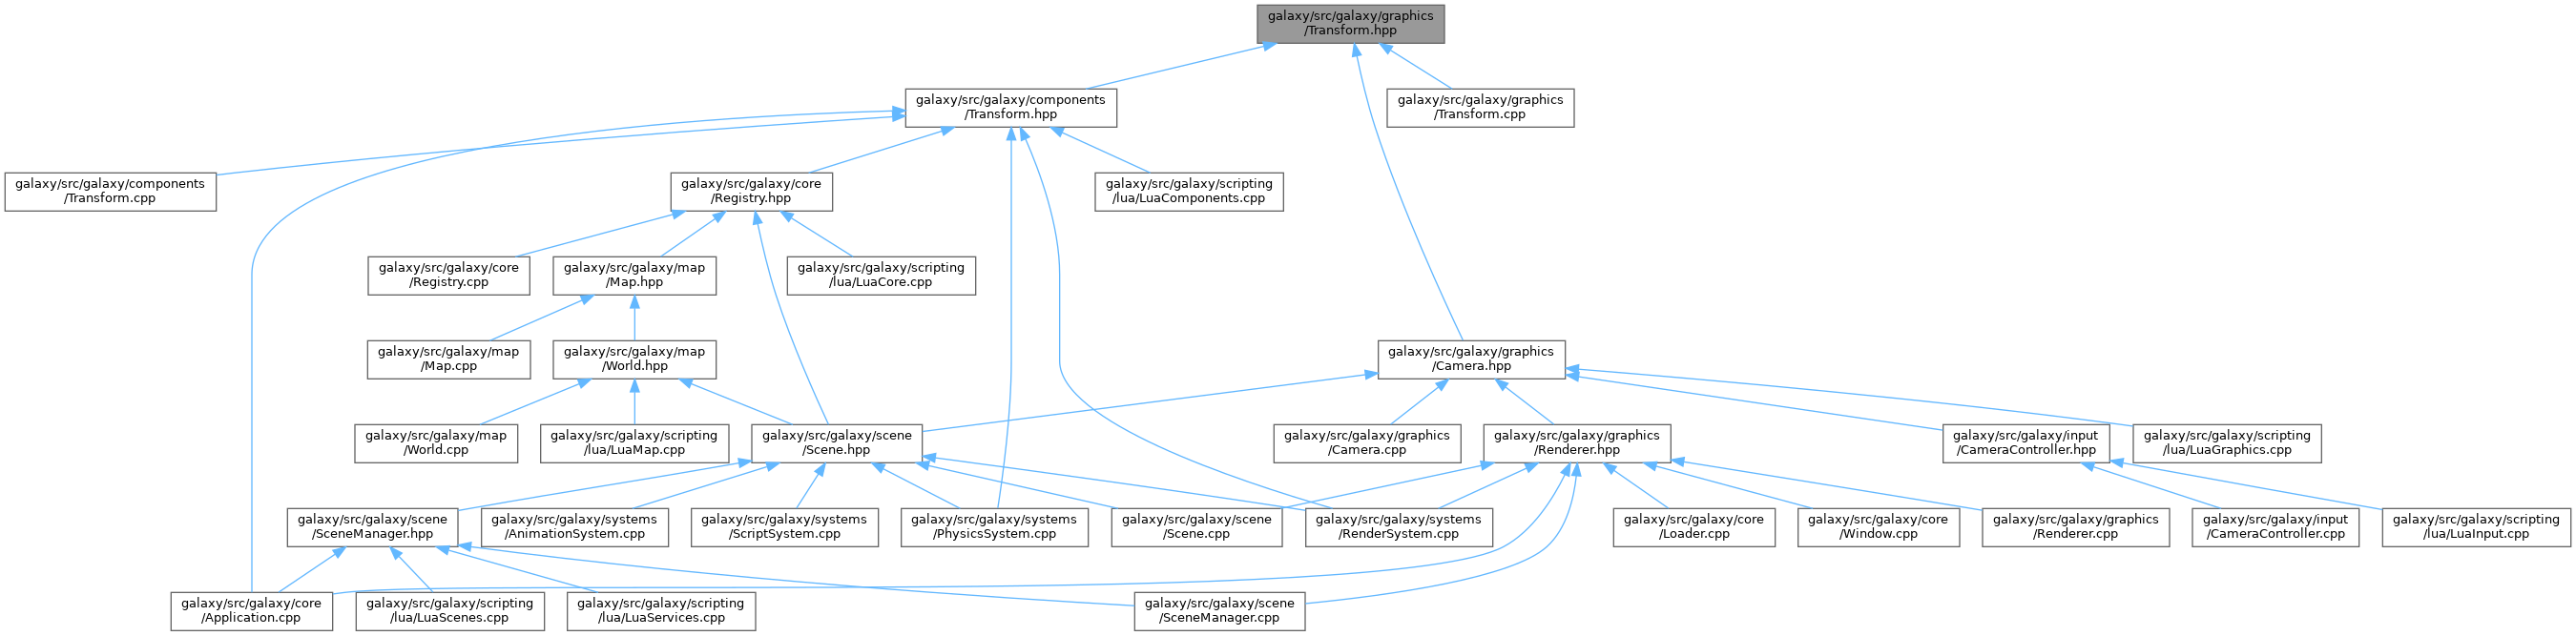 galaxy/src/galaxy/graphics
/Transform.hpp
galaxy/src/galaxy/components
/Transform.hpp
galaxy/src/galaxy/graphics
/Transform.cpp
galaxy/src/galaxy/components
/Transform.cpp
galaxy/src/galaxy/core
/Registry.hpp
galaxy/src/galaxy/scripting
/lua/LuaComponents.cpp
galaxy/src/galaxy/core
/Registry.cpp
galaxy/src/galaxy/map
/Map.hpp
galaxy/src/galaxy/scripting
/lua/LuaCore.cpp
galaxy/src/galaxy/map
/Map.cpp
galaxy/src/galaxy/map
/World.hpp
galaxy/src/galaxy/graphics
/Camera.hpp
galaxy/src/galaxy/map
/World.cpp
galaxy/src/galaxy/scripting
/lua/LuaMap.cpp
galaxy/src/galaxy/scene
/Scene.hpp
galaxy/src/galaxy/graphics
/Camera.cpp
galaxy/src/galaxy/graphics
/Renderer.hpp
galaxy/src/galaxy/input
/CameraController.hpp
galaxy/src/galaxy/scripting
/lua/LuaGraphics.cpp
galaxy/src/galaxy/scene
/SceneManager.hpp
galaxy/src/galaxy/systems
/AnimationSystem.cpp
galaxy/src/galaxy/systems
/ScriptSystem.cpp
galaxy/src/galaxy/systems
/PhysicsSystem.cpp
galaxy/src/galaxy/scene
/Scene.cpp
galaxy/src/galaxy/systems
/RenderSystem.cpp
galaxy/src/galaxy/core
/Loader.cpp
galaxy/src/galaxy/core
/Window.cpp
galaxy/src/galaxy/graphics
/Renderer.cpp
galaxy/src/galaxy/input
/CameraController.cpp
galaxy/src/galaxy/scripting
/lua/LuaInput.cpp
galaxy/src/galaxy/core
/Application.cpp
galaxy/src/galaxy/scripting
/lua/LuaScenes.cpp
galaxy/src/galaxy/scripting
/lua/LuaServices.cpp
galaxy/src/galaxy/scene
/SceneManager.cpp